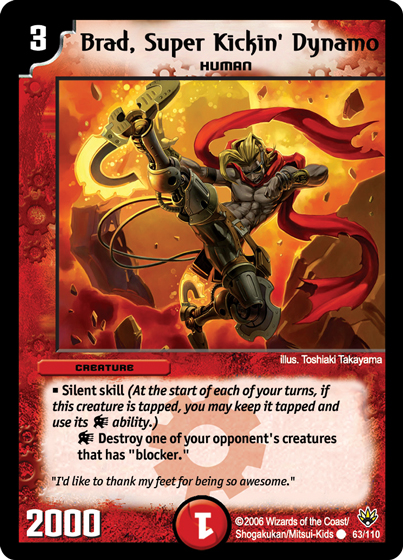 3 Brad, Super Kickin' Dynamo
HUMAN
illus. Toshiaki Takayama
CREATURE
▪ Silent skill (At the start of each of your turns, if
this creature is tapped, you may keep it tapped and
use its ability.)
Destroy one of your opponent's creatures
that has "blocker."
"I'd like to thank my feet for being so awesome."
2000
1
©2006 Wizards of the Coast/
Shogakukan/Mitsui-Kids ● 63/110